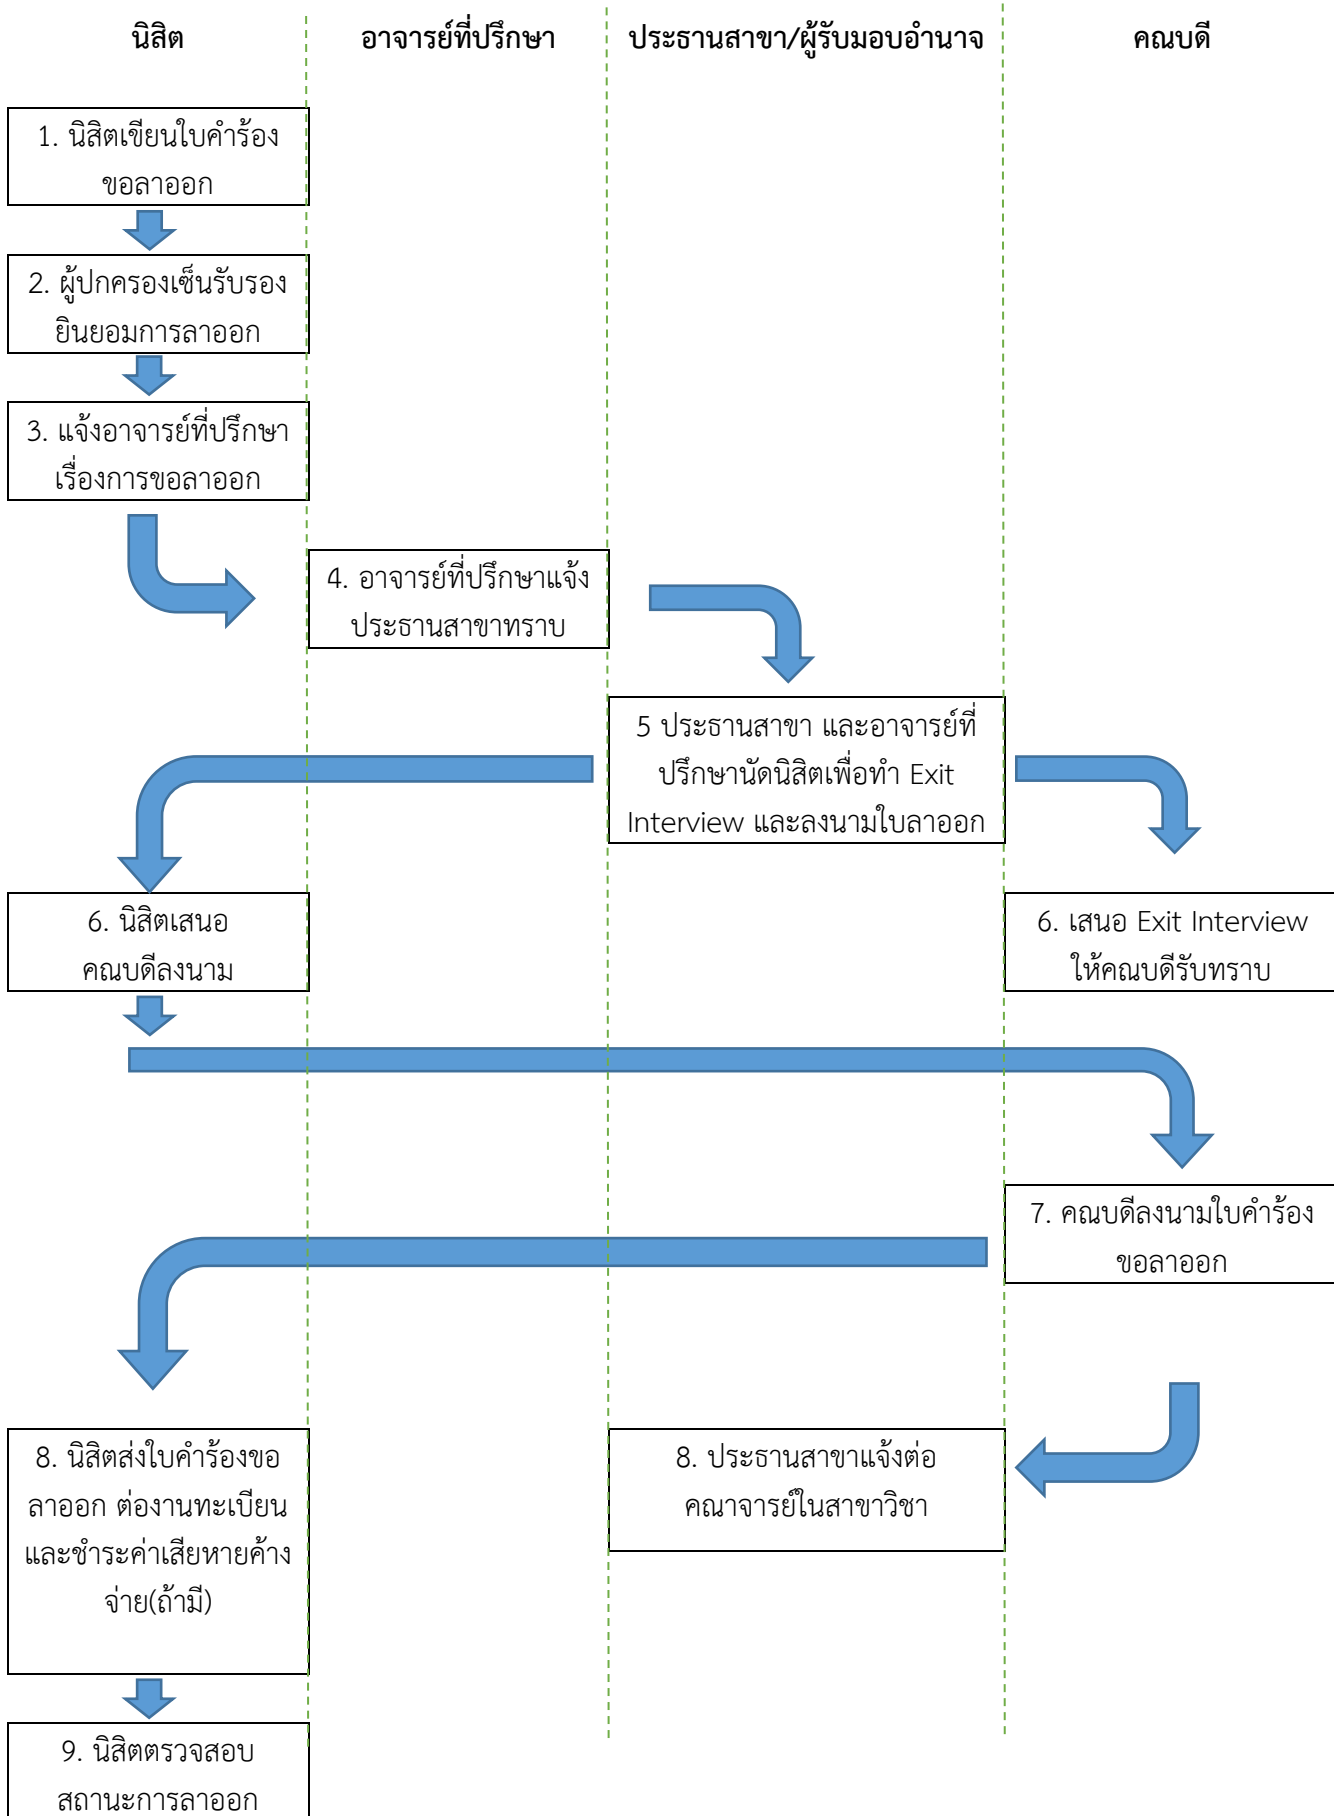 นิสิต
อาจารย์ที่ปรึกษา
ประธานสาขา/ผู้รับมอบอำนาจ
คณบดี
1. นิสิตเขียนใบคำร้อง
ขอลาออก
2. ผู้ปกครองเซ็นรับรอง
ยินยอมการลาออก
3. แจ้งอาจารย์ที่ปรึกษา
เรื่องการขอลาออก
4. อาจารย์ที่ปรึกษาแจ้ง
ประธานสาขาทราบ
5 ประธานสาขา และอาจารย์ที่
ปรึกษานัดนิสิตเพื่อทำ Exit
Interview และลงนามใบลาออก
6. นิสิตเสนอ
คณบดีลงนาม
6. เสนอ Exit Interview
ให้คณบดีรับทราบ
7. คณบดีลงนามใบคำร้อง
ขอลาออก
8. นิสิตส่งใบคำร้องขอ
ลาออก ต่องานทะเบียน
และชำระค่าเสียหายค้าง
จ่าย(ถ้ามี)
8. ประธานสาขาแจ้งต่อ
คณาจารย์ในสาขาวิชา
9. นิสิตตรวจสอบ
สถานะการลาออก